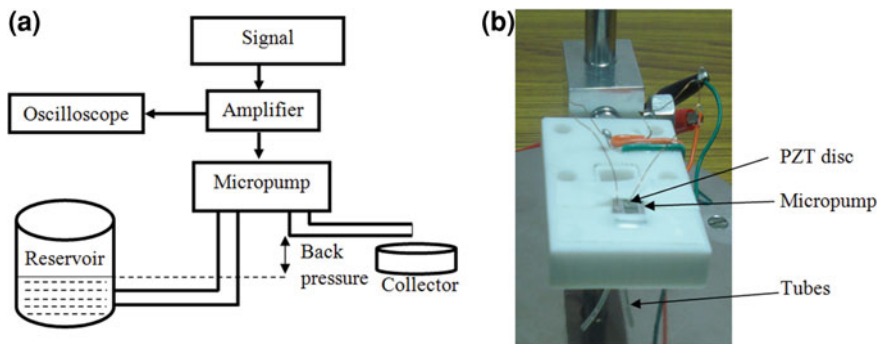 (a)
Signal
Oscilloscope
Amplifier
Micropump
Reservoir
Back
pressure
Collector
(b)
PZT disc
Micropump
Tubes